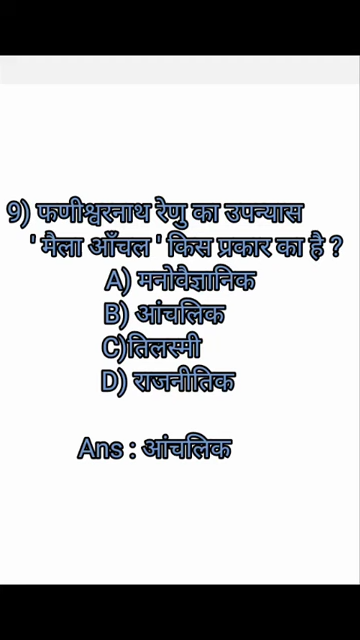 9) फणीश्वरनाथ रेणु का उपन्यास
' मैला आँचल ' किस प्रकार का है ?
A) मनोवैज्ञानिक
B) आंचलिक
C)तिलस्मी
D) राजनीतिक
Ans : आंचलिक